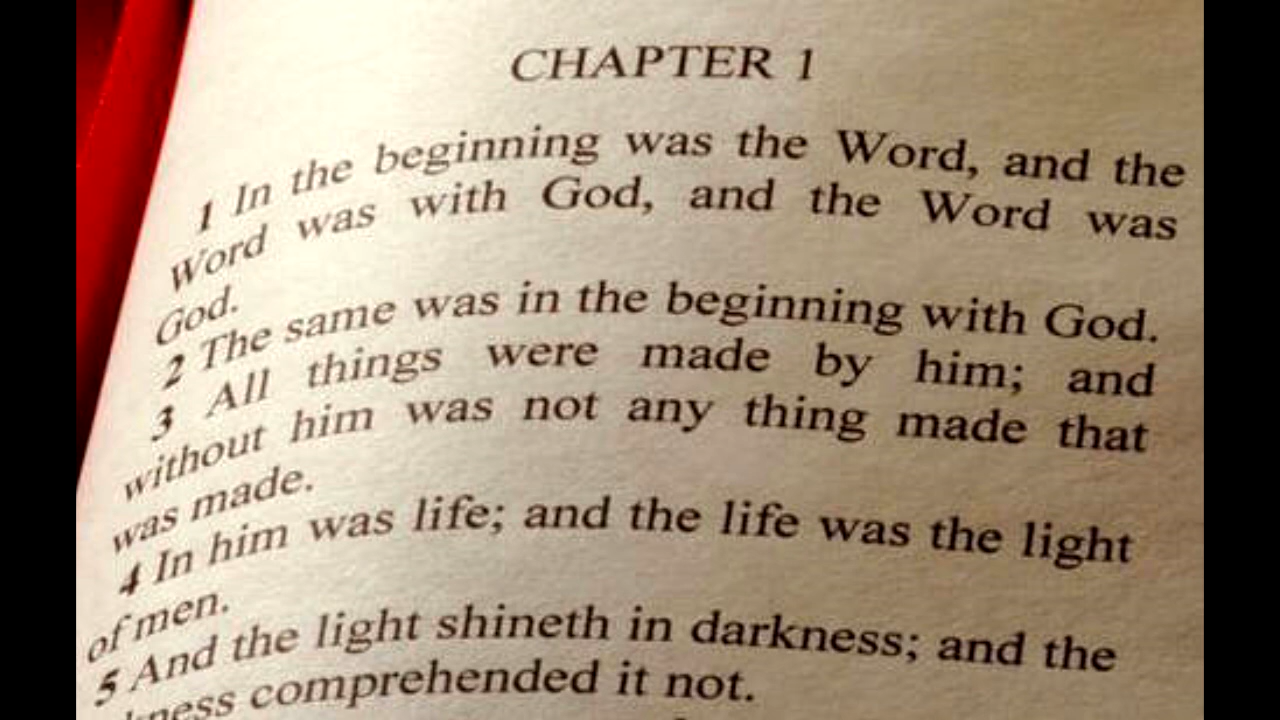 CHAPTER 1
1 In the beginning was the Word, and the
Word was with God, and the Word was
God.
2 The same was in the beginning with God.
3 All things were made by him; and
without him was not any thing made that
was made.
4 In him was life; and the life was the light
of men.
5 And the light shineth in darkness; and the
comprehended it not.